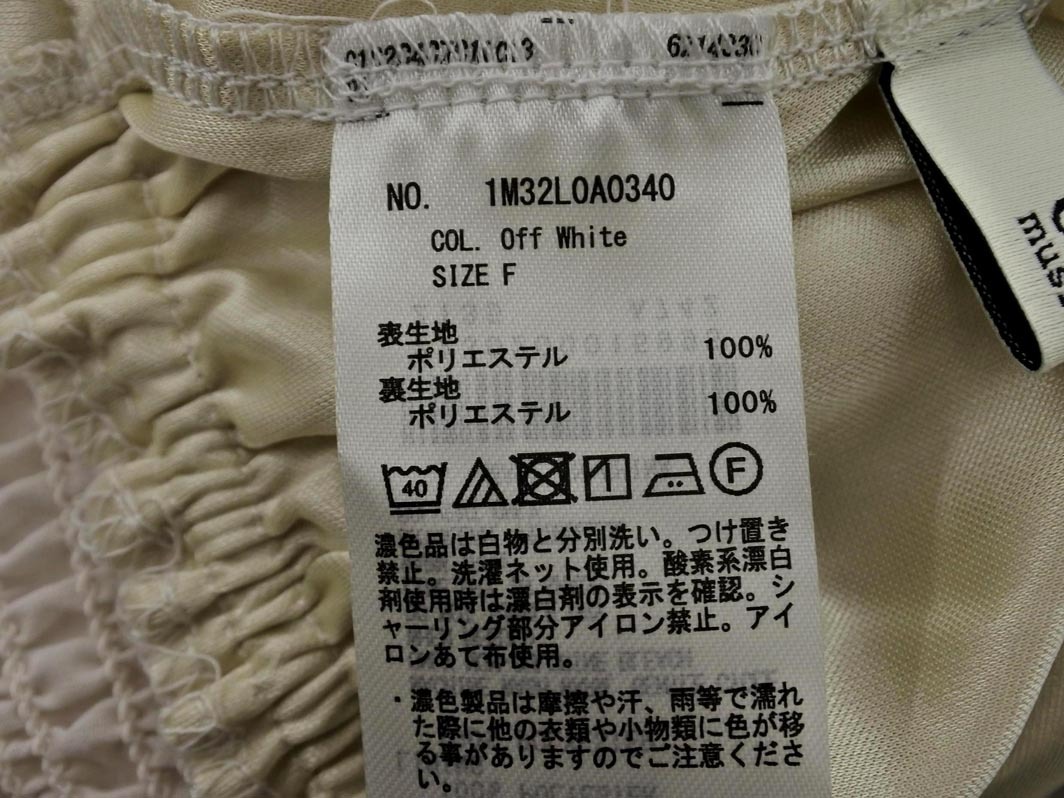 NO. 1M32L0A0340
COL. Off White
SIZE F
表生地
ポリエステル 100%
裏生地
ポリエステル 100%
40
F
濃色品は白物と分別洗い。つけ置き
禁止。洗濯ネット使用。酸素系漂白
剤使用時は漂白剤の表示を確認。シ
ャーリング部分アイロン禁止。アイ
ロンあて布使用。
・濃色製品は摩擦や汗、雨等で濡れ
た際に他の衣類や小物類に色が移
る事がありますのでご注意くださ
い。